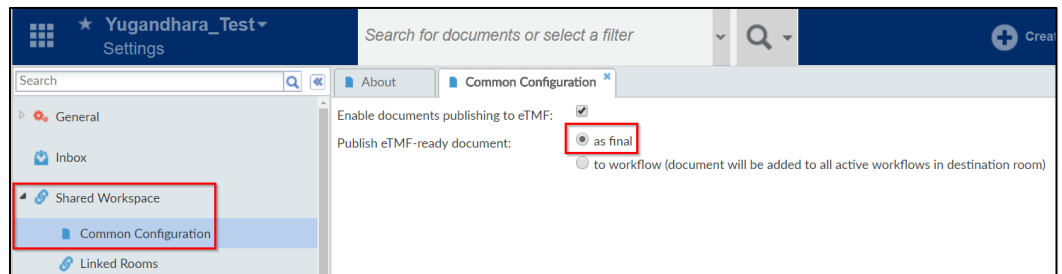 Yugandhara_Test
Settings
Search for documents or select a filter
Search
About
Common Configuration
General
Enable documents publishing to eTMF:
Publish eTMF-ready document:
as final
Inbox
to workflow (document will be added to all active workflows in destination room)
Shared Workspace
Common Configuration
Linked Rooms